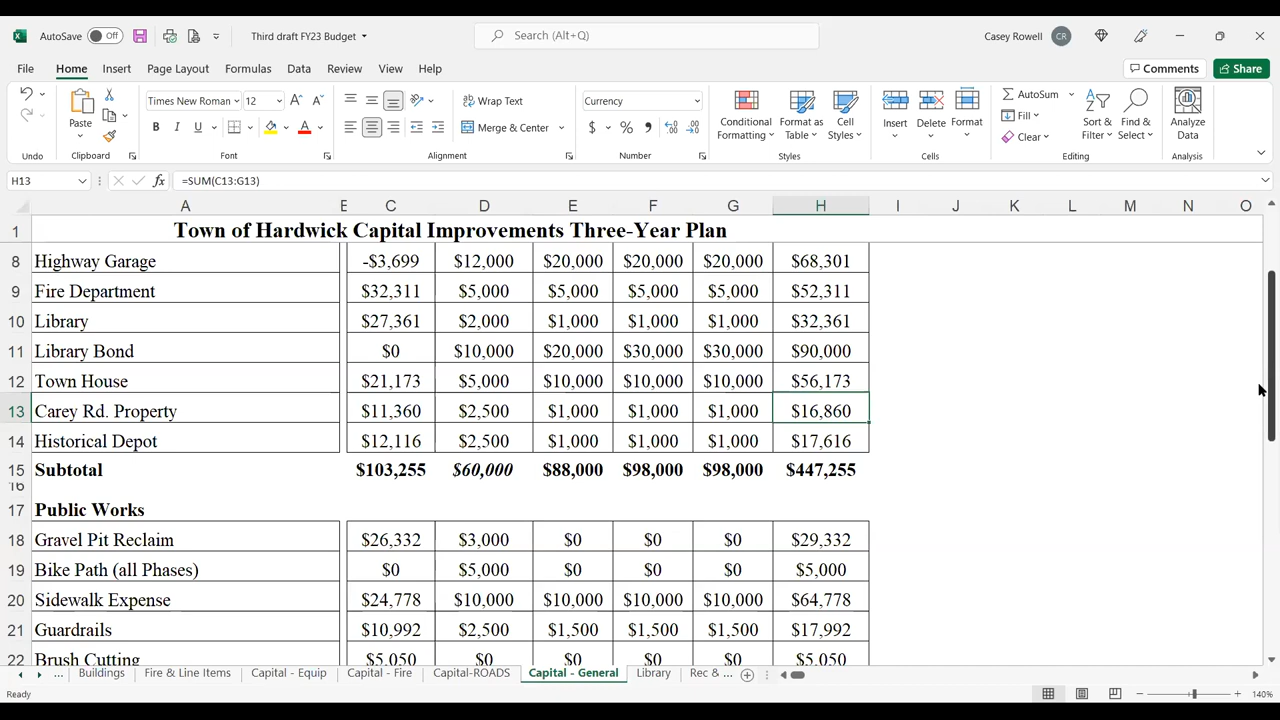 AutoSave Off Third draft FY23 Budget Search (Alt+Q) Casey Rowell CR
File Home Insert Page Layout Formulas Data Review View Help Comments Share
Times New Roman 12 Wrap Text Currency AutoSum
Paste Merge & Center $ % Conditional Formatting Format as Table Cell Styles Insert Delete Format Fill Clear Sort & Filter Find & Select Analyze Data
Undo Clipboard Font Alignment Number Styles Cells Editing Analysis
H13 fx =SUM(C13:G13)
A E C D E F G H I J K L M N O
1 Town of Hardwick Capital Improvements Three-Year Plan
8 Highway Garage -$3,699 $12,000 $20,000 $20,000 $20,000 $68,301
9 Fire Department $32,311 $5,000 $5,000 $5,000 $5,000 $52,311
10 Library $27,361 $2,000 $1,000 $1,000 $1,000 $32,361
11 Library Bond $0 $10,000 $20,000 $30,000 $30,000 $90,000
12 Town House $21,173 $5,000 $10,000 $10,000 $10,000 $56,173
13 Carey Rd. Property $11,360 $2,500 $1,000 $1,000 $1,000 $16,860
14 Historical Depot $12,116 $2,500 $1,000 $1,000 $1,000 $17,616
15 Subtotal $103,255 $60,000 $88,000 $98,000 $98,000 $447,255
16
17 Public Works
18 Gravel Pit Reclaim $26,332 $3,000 $0 $0 $0 $29,332
19 Bike Path (all Phases) $0 $5,000 $0 $0 $0 $5,000
20 Sidewalk Expense $24,778 $10,000 $10,000 $10,000 $10,000 $64,778
21 Guardrails $10,992 $2,500 $1,500 $1,500 $1,500 $17,992
22 Brush Cutting $5,050 $0 $0 $0 $0 $5,050
... Buildings Fire & Line Items Capital - Equip Capital - Fire Capital-ROADS Capital - General Library Rec & ...
Ready 140%